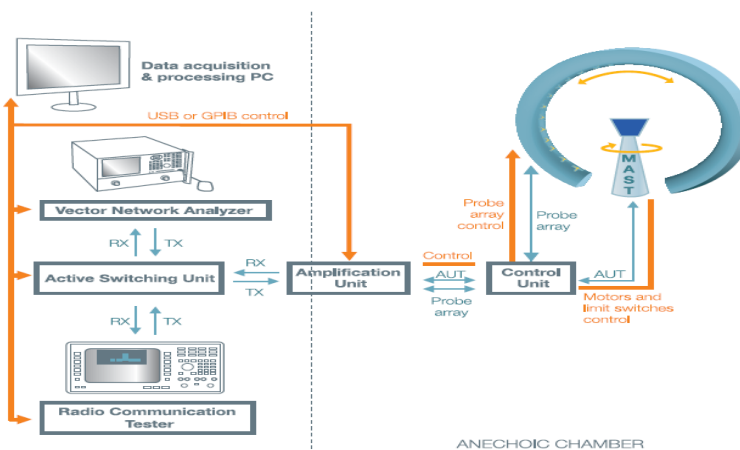 Data acquisition
& processing PC
USB or GPIB control
Vector Network Analyzer
RX
TX
Active Switching Unit
RX
TX
RX
TX
Radio Communication
Tester
Amplification
Unit
Control
AUT
Probe
array
Control
Unit
Probe
array
control
Probe
array
MAST
AUT
Motors and
limit switches
control
ANECHOIC CHAMBER